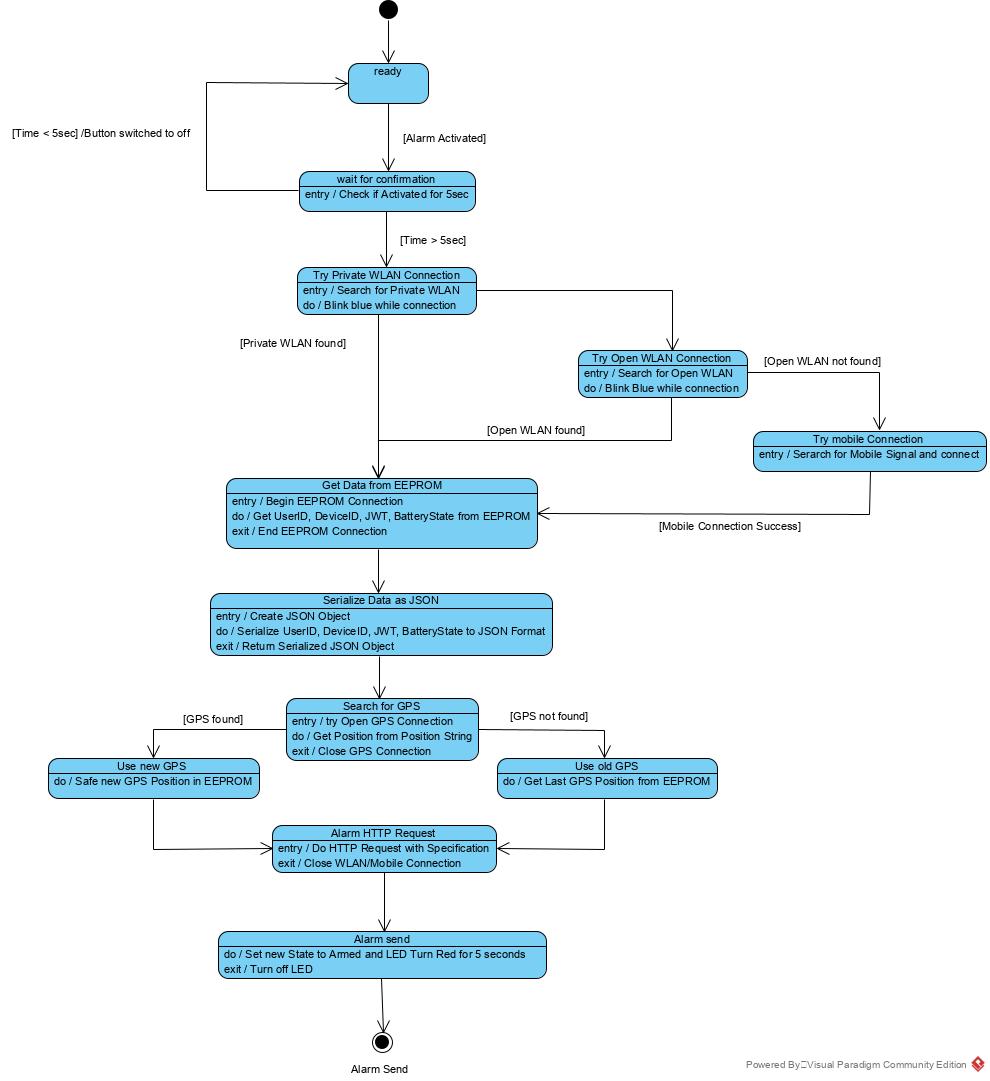 ready
[Time < 5sec] /Button switched to off
[Alarm Activated]
wait for confirmation
entry / Check if Activated for 5sec
[Time > 5sec]
Try Private WLAN Connection
entry / Search for Private WLAN
do / Blink blue while connection
[Private WLAN found]
Try Open WLAN Connection
entry / Search for Open WLAN
do / Blink Blue while connection
[Open WLAN not found]
[Open WLAN found]
Try mobile Connection
entry / Serarch for Mobile Signal and connect
Get Data from EEPROM
entry / Begin EEPROM Connection
do / Get UserID, DeviceID, JWT, BatteryState from EEPROM
exit / End EEPROM Connection
[Mobile Connection Success]
Serialize Data as JSON
entry / Create JSON Object
do / Serialize UserID, DeviceID, JWT, BatteryState to JSON Format
exit / Return Serialized JSON Object
Search for GPS
entry / try Open GPS Connection
do / Get Position from Position String
exit / Close GPS Connection
[GPS found]
[GPS not found]
Use new GPS
do / Safe new GPS Position in EEPROM
Use old GPS
do / Get Last GPS Position from EEPROM
Alarm HTTP Request
entry / Do HTTP Request with Specification
exit / Close WLAN/Mobile Connection
Alarm send
do / Set new State to Armed and LED Turn Red for 5 seconds
exit / Turn off LED
Alarm Send
Powered By Visual Paradigm Community Edition